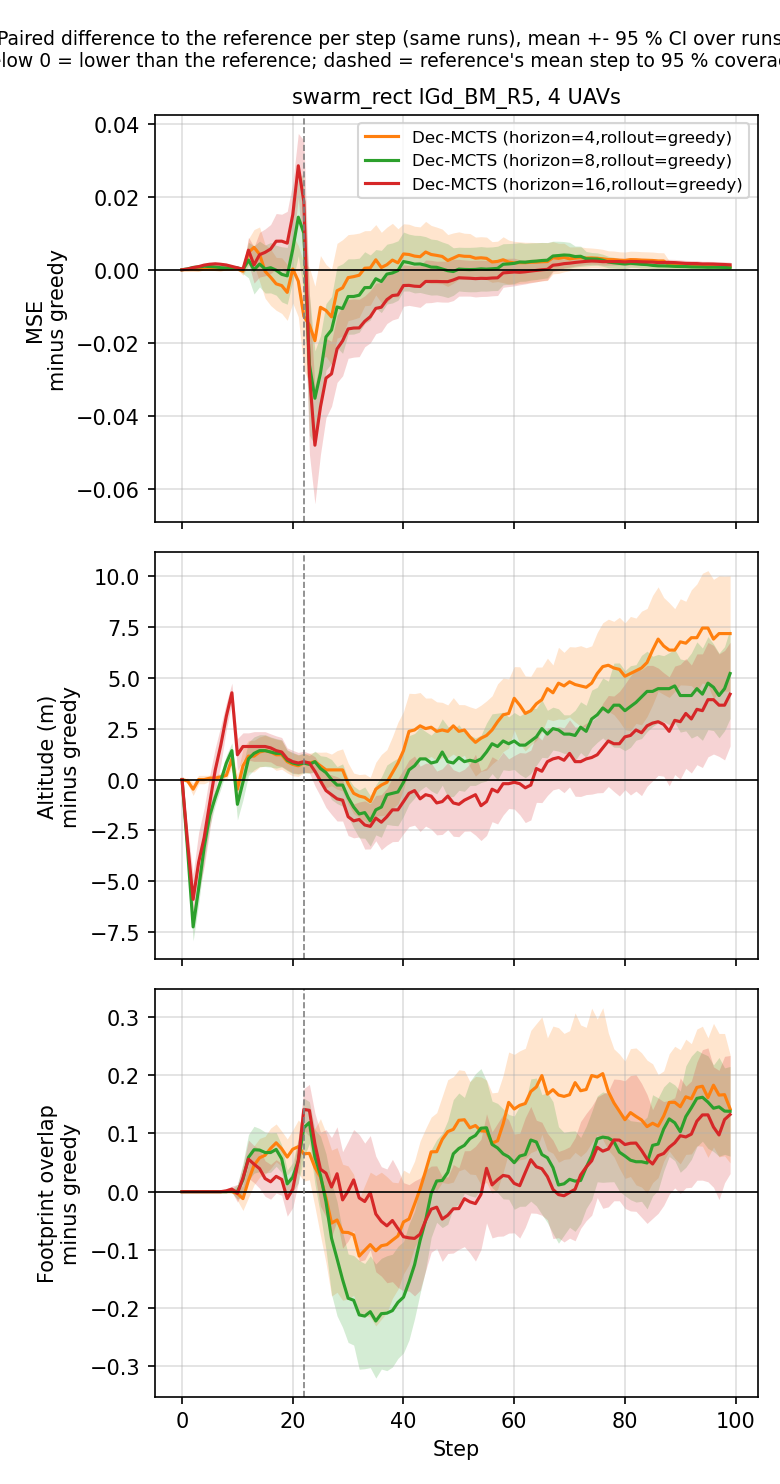 Paired difference to the reference per step (same runs), mean +- 95 % CI over runs
0 = lower than the reference; dashed = reference's mean step to 95 %
swarm_rect IGd_BM_R5, 4 UAVs
Dec-MCTS (horizon=4,rollout=greedy)
Dec-MCTS (horizon=8,rollout=greedy)
Dec-MCTS (horizon=16,rollout=greedy)
MSE
minus greedy
0.04
0.02
0.00
−0.02
−0.04
−0.06
Altitude (m)
minus greedy
10.0
7.5
5.0
2.5
0.0
−2.5
−5.0
−7.5
Footprint overlap
minus greedy
0.3
0.2
0.1
0.0
−0.1
−0.2
−0.3
0 20 40 60 80 100
Step